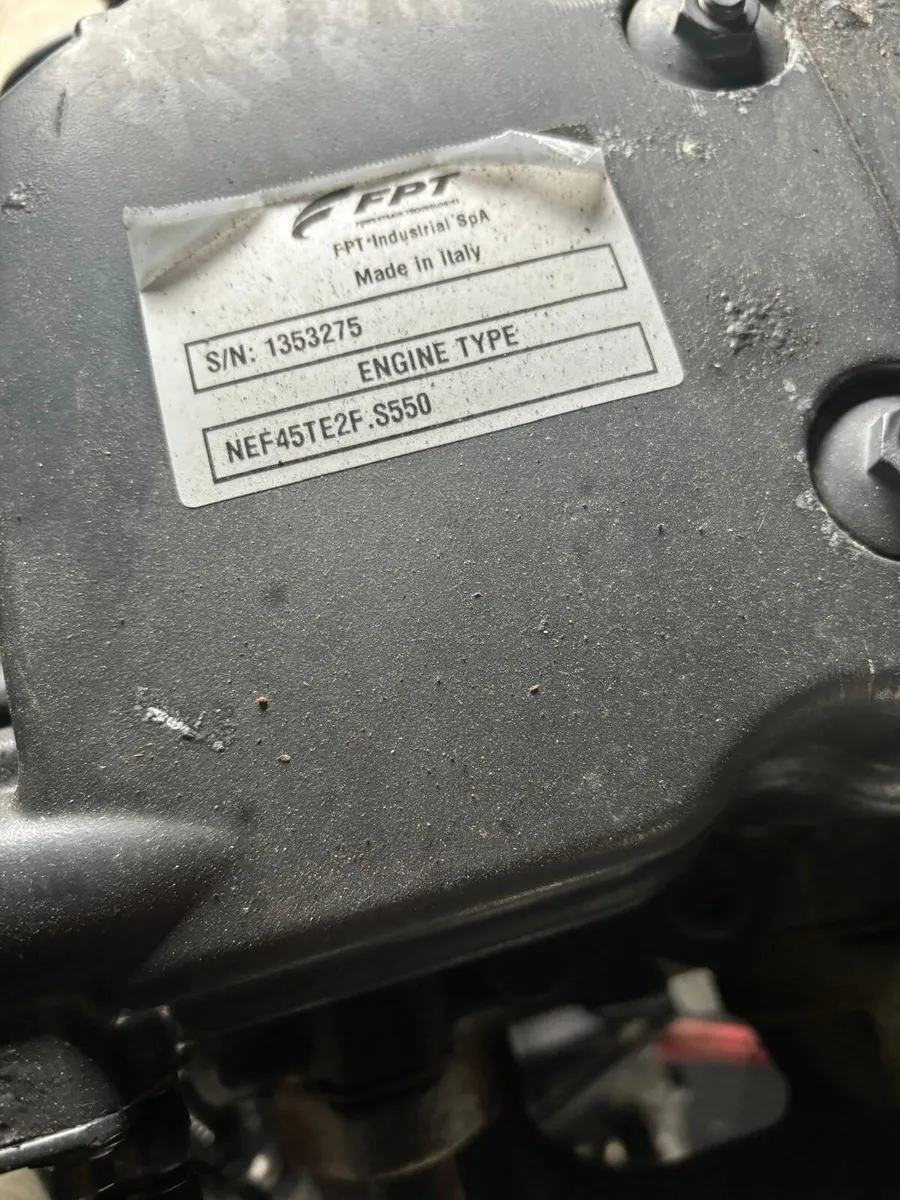 FPT
FPT Industrial SpA
Made in Italy
S/N: 1353275
ENGINE TYPE
NEF45TE2F.S550